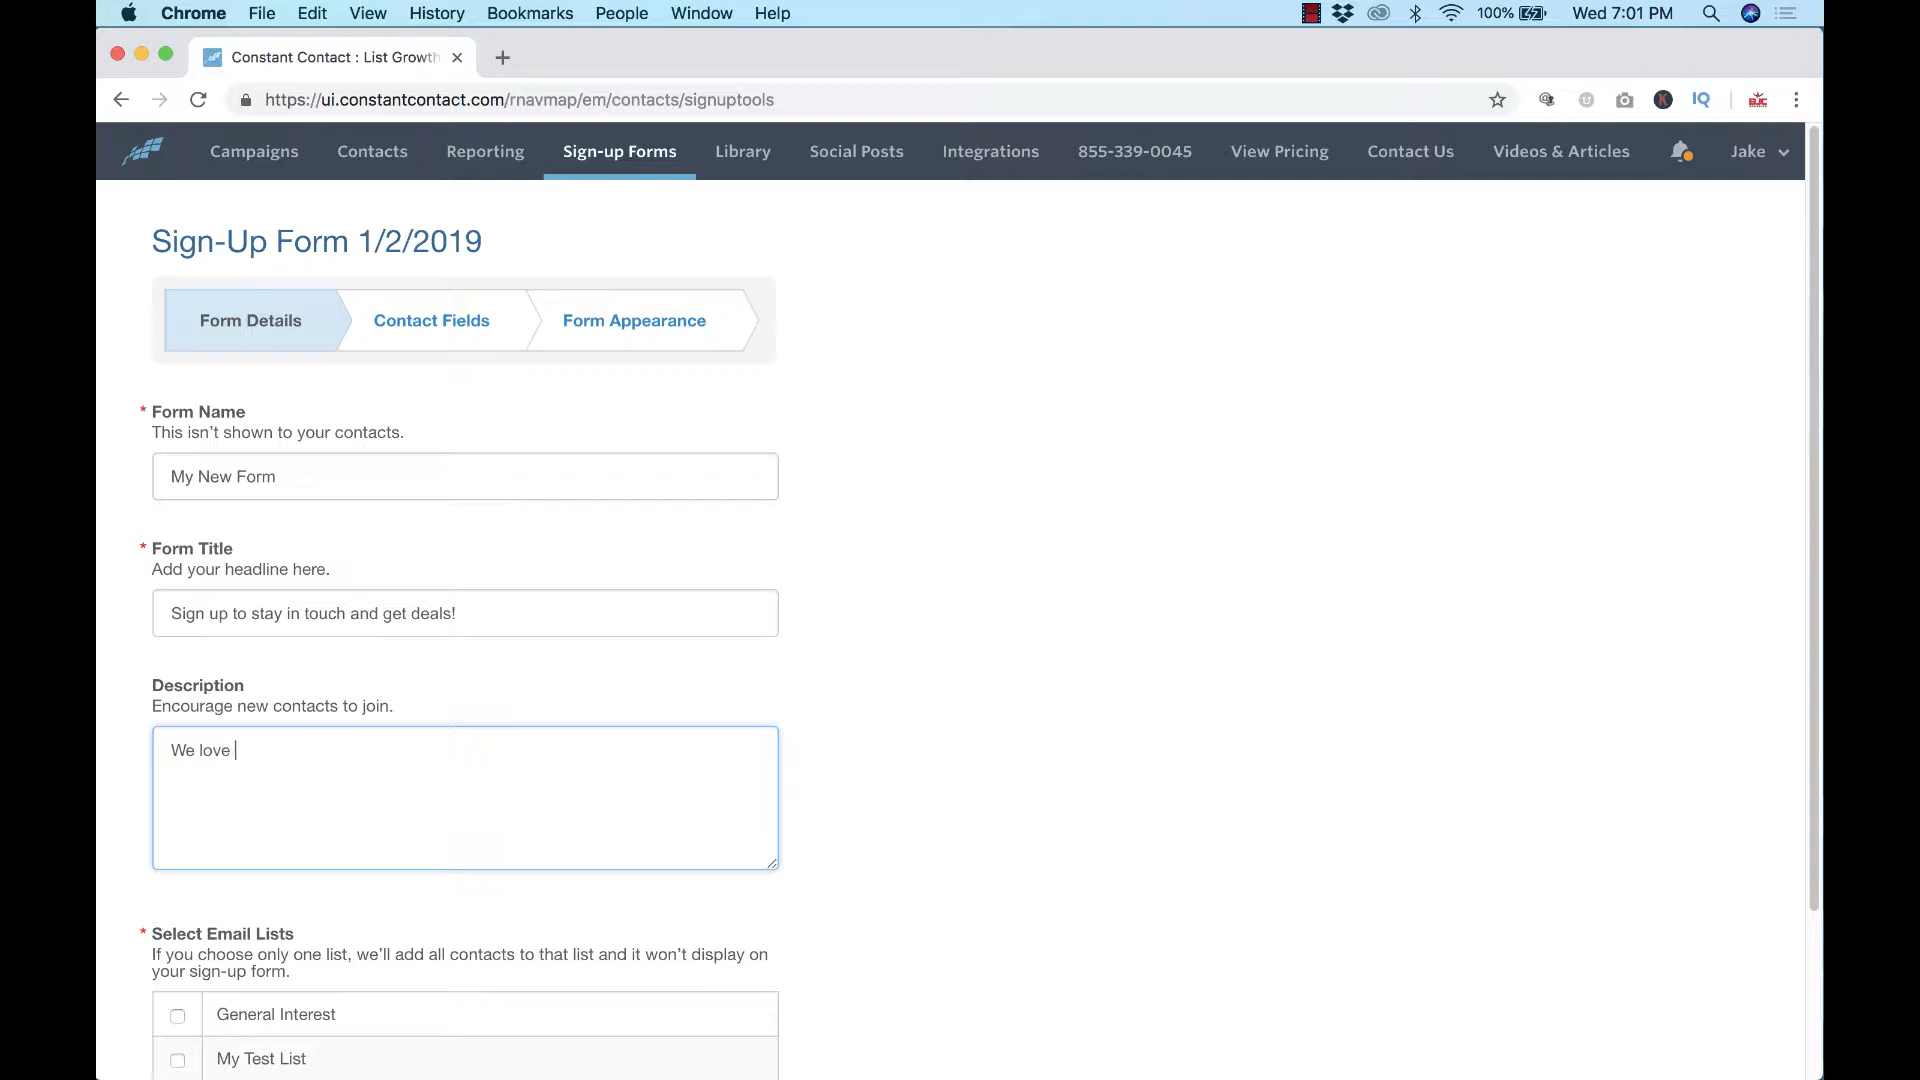 Chrome File Edit View History Bookmarks People Window Help 100% Wed 7:01 PM
Constant Contact : List Growth
https://ui.constantcontact.com/rnavmap/em/contacts/signuptools IQ BJC
Campaigns Contacts Reporting Sign-up Forms Library Social Posts Integrations 855-339-0045 View Pricing Contact Us Videos & Articles Jake
Sign-Up Form 1/2/2019
Form Details Contact Fields Form Appearance
* Form Name
This isn't shown to your contacts.
My New Form
* Form Title
Add your headline here.
Sign up to stay in touch and get deals!
Description
Encourage new contacts to join.
We love
* Select Email Lists
If you choose only one list, we'll add all contacts to that list and it won't display on
your sign-up form.
General Interest
My Test List